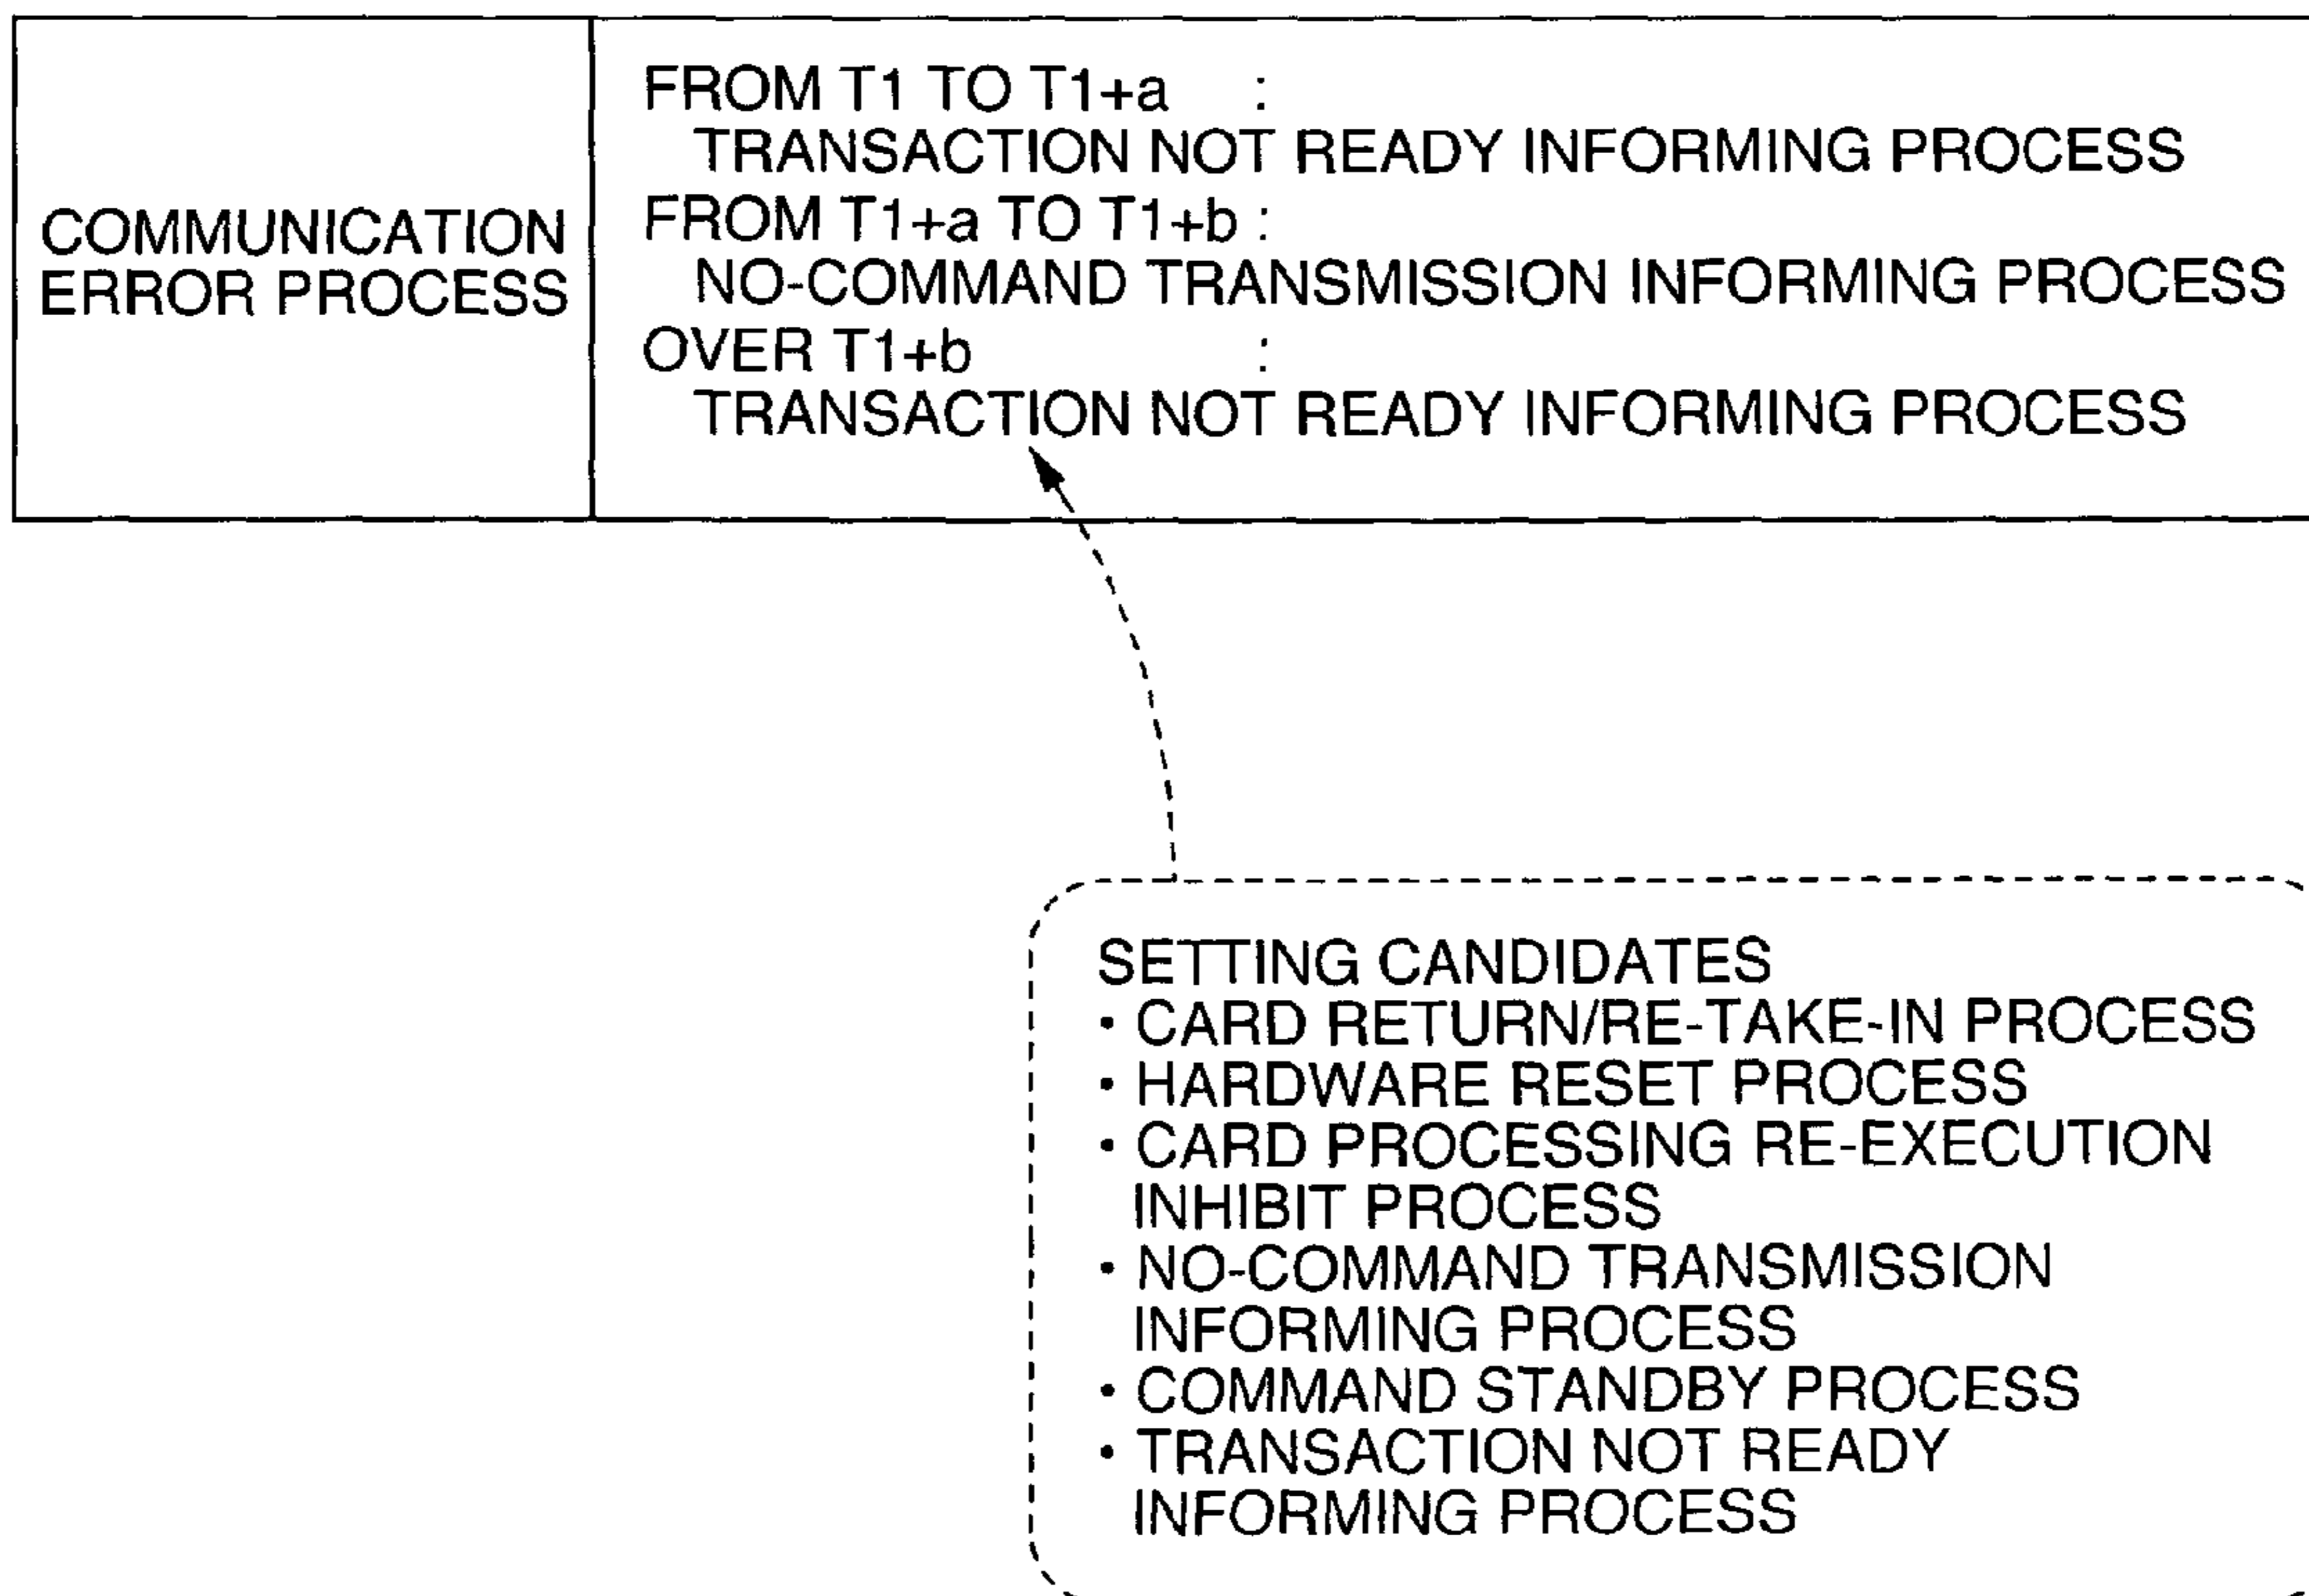 COMMUNICATION
ERROR PROCESS
FROM T1 TO T1+a :
TRANSACTION NOT READY INFORMING PROCESS
FROM T1+a TO T1+b :
NO-COMMAND TRANSMISSION INFORMING PROCESS
OVER T1+b :
TRANSACTION NOT READY INFORMING PROCESS
SETTING CANDIDATES
• CARD RETURN/RE-TAKE-IN PROCESS
• HARDWARE RESET PROCESS
• CARD PROCESSING RE-EXECUTION
INHIBIT PROCESS
• NO-COMMAND TRANSMISSION
INFORMING PROCESS
• COMMAND STANDBY PROCESS
• TRANSACTION NOT READY
INFORMING PROCESS